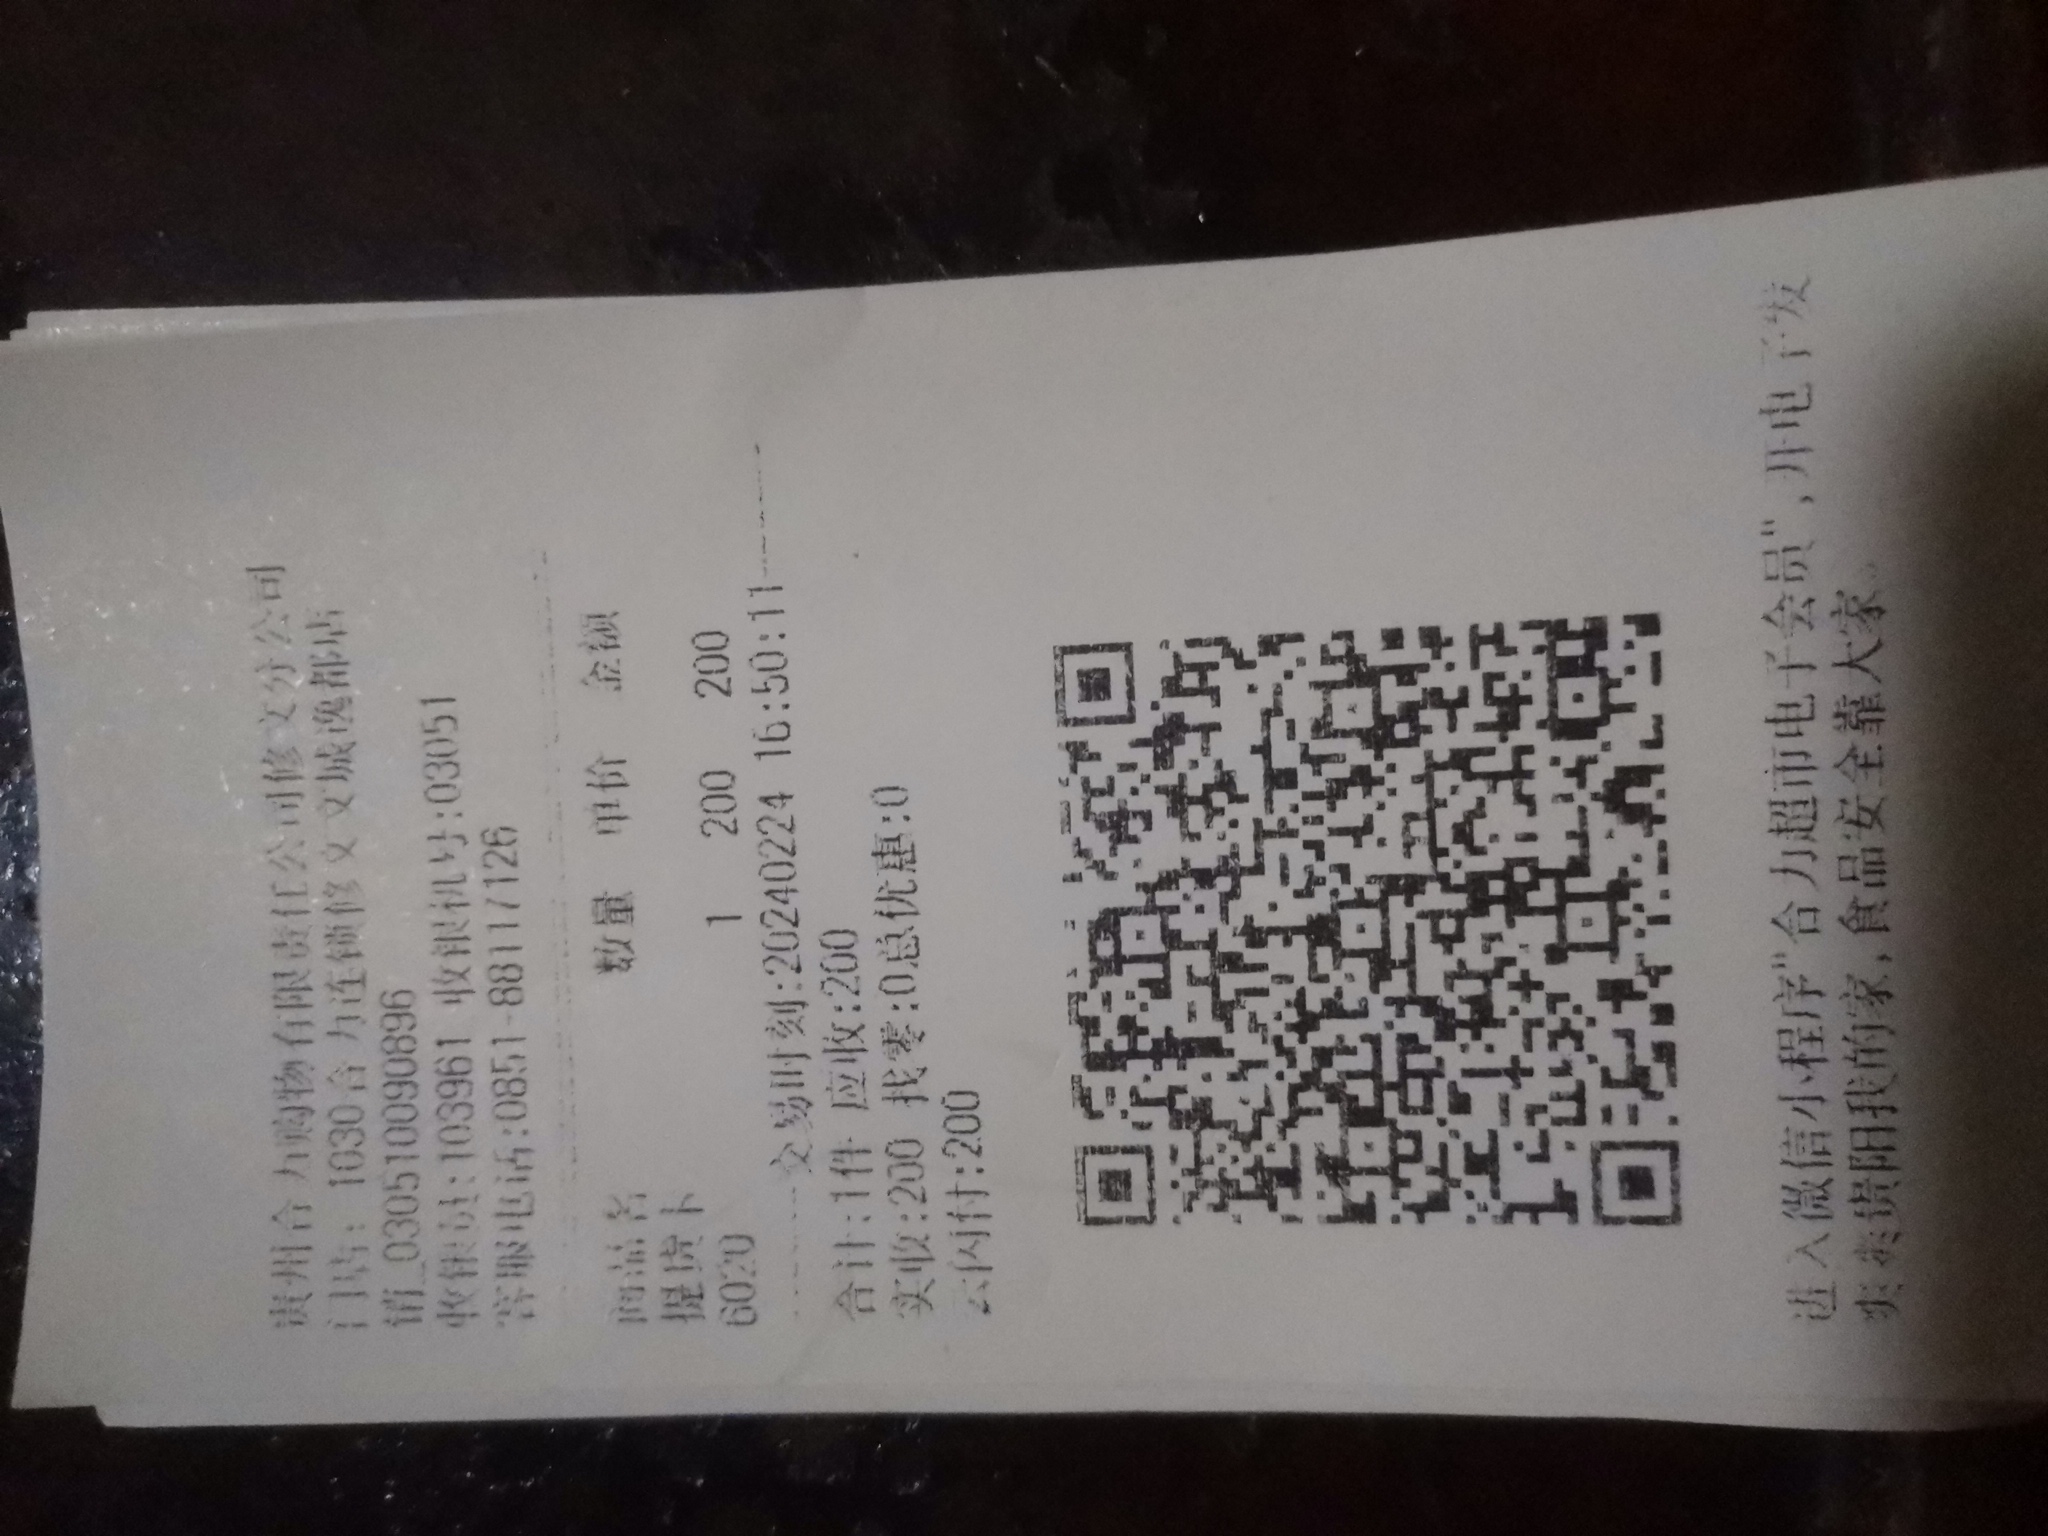 贵州合力购物有限责任公司修文分公司
门店: 1030合力连锁修文文城逸都店
销_0305100990896
收银员:103961 收银机号:03051
客服电话:0851-88117126
商品名 数量 单价 金额
提货卡
6020 1 200 200
交易时刻:20240224 16:50:11
合计:1件 应收:200
实收:200 找零:0总优惠:0
云闪付:200
进入微信小程序"合力超市电子会员",开电子发
爽爽贵阳我的家,食品安全靠大家。